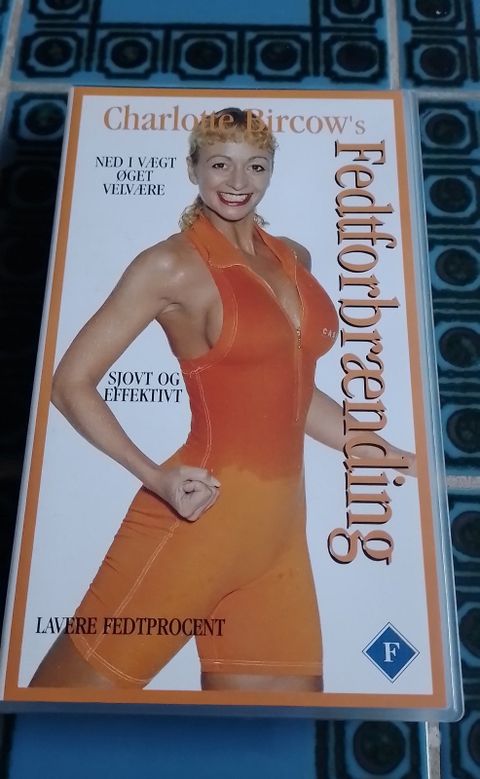 Charlotte Bircow's
Fedtforbrænding
NED I VÆGT
ØGET
VELVÆRE
SJOVT OG
EFFEKTIVT
LAVERE FEDTPROCENT
F